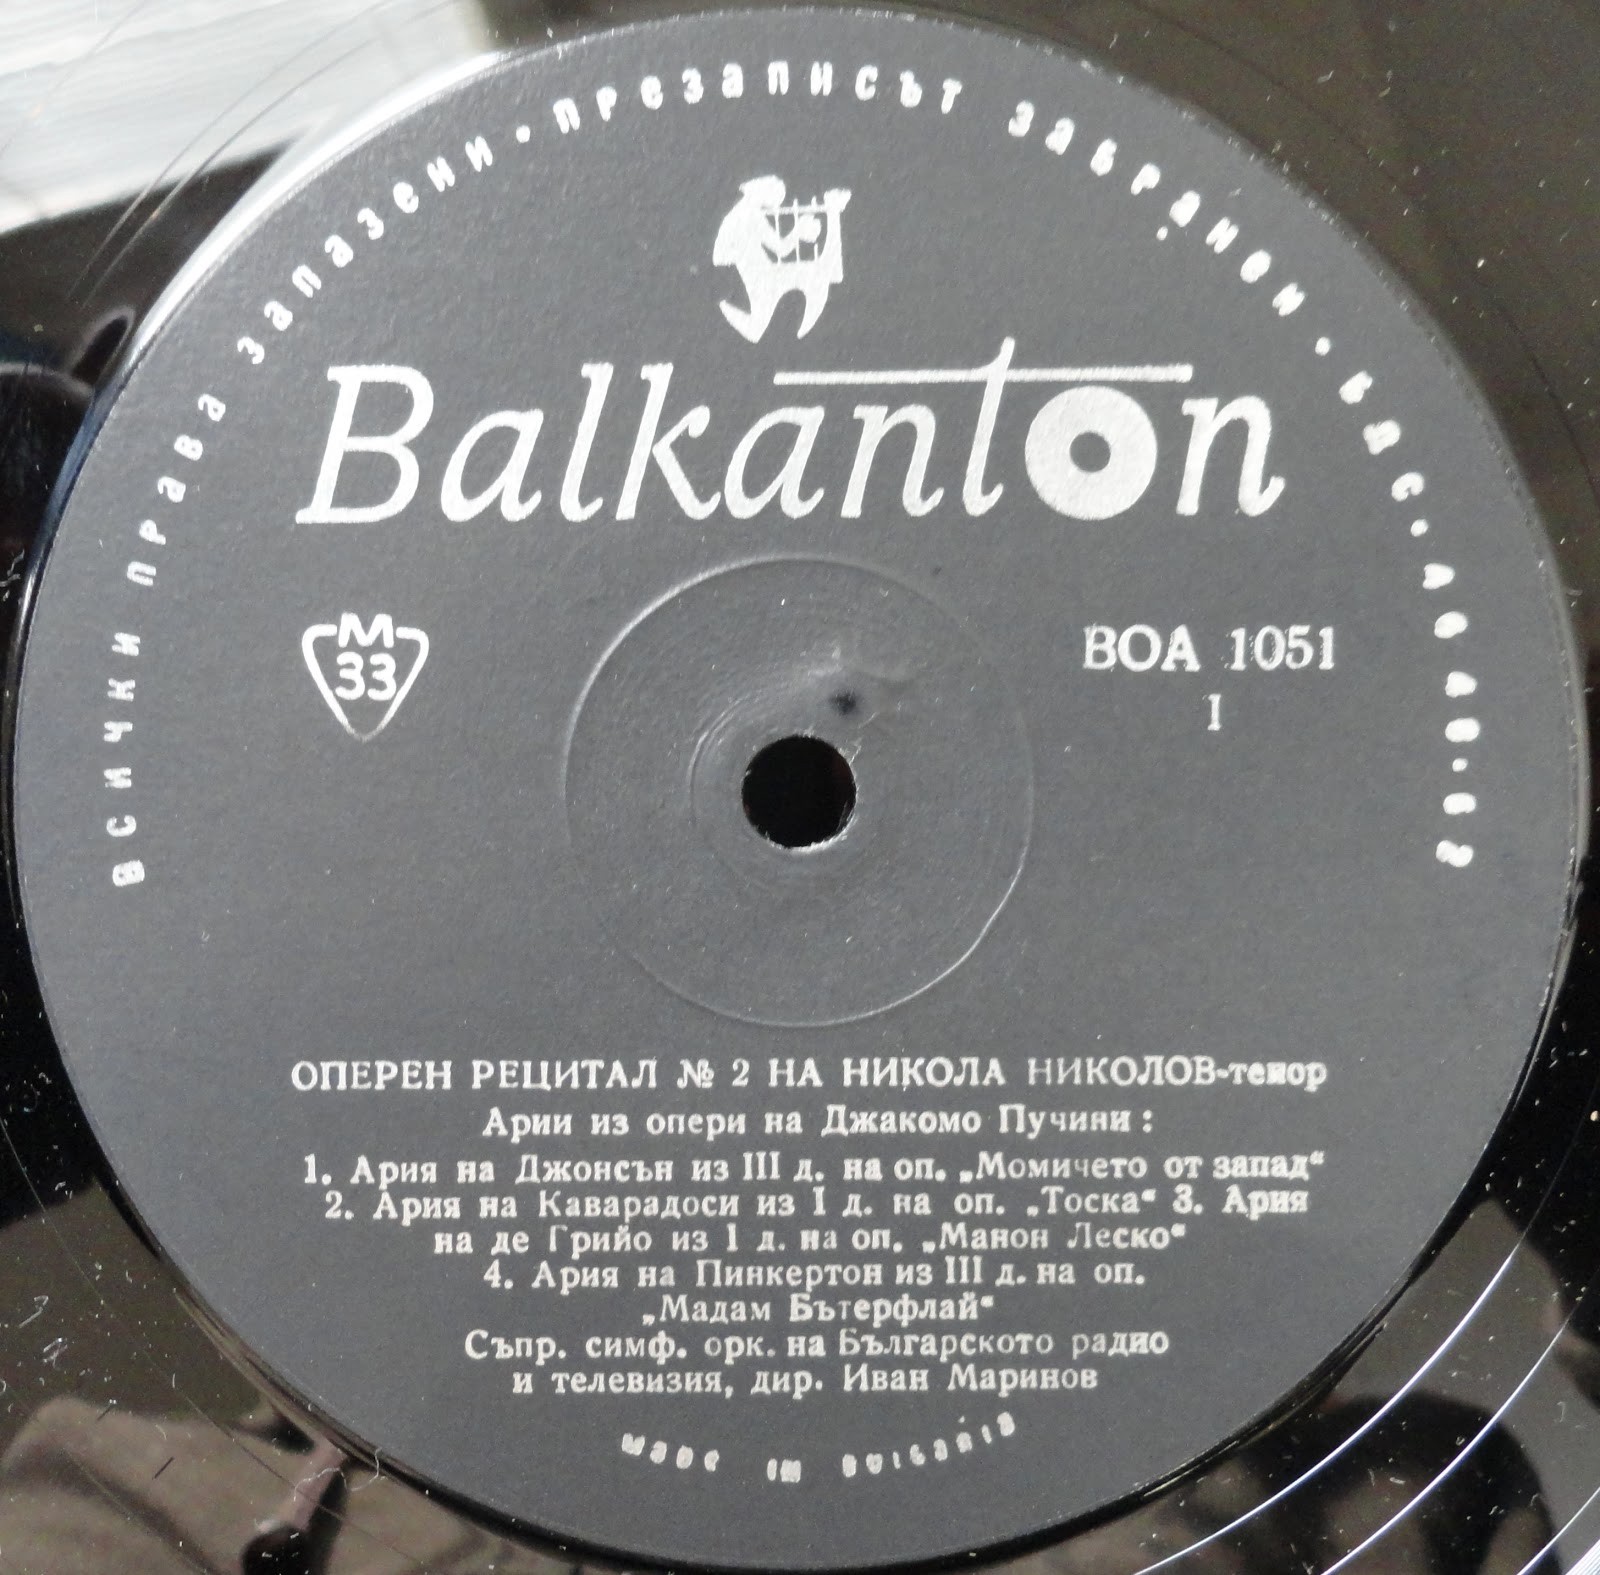 всички права запазени · презаписът забранен · БДС · 4648-62
Balkanton
М
33
ВОА 1051
I
ОПЕРЕН РЕЦИТАЛ № 2 НА НИКОЛА НИКОЛОВ-тенор
Арии из опери на Джакомо Пучини :
1. Ария на Джонсън из III д. на оп. „Момичето от запад“
2. Ария на Каварадоси из I д. на оп. „Тоска“ 3. Ария
на де Грийо из I д. на оп. „Манон Леско“
4. Ария на Пинкертон из III д. на оп.
„Мадам Бътерфлай“
Съпр. симф. орк. на Българското радио
и телевизия, дир. Иван Маринов
made in bulgaria